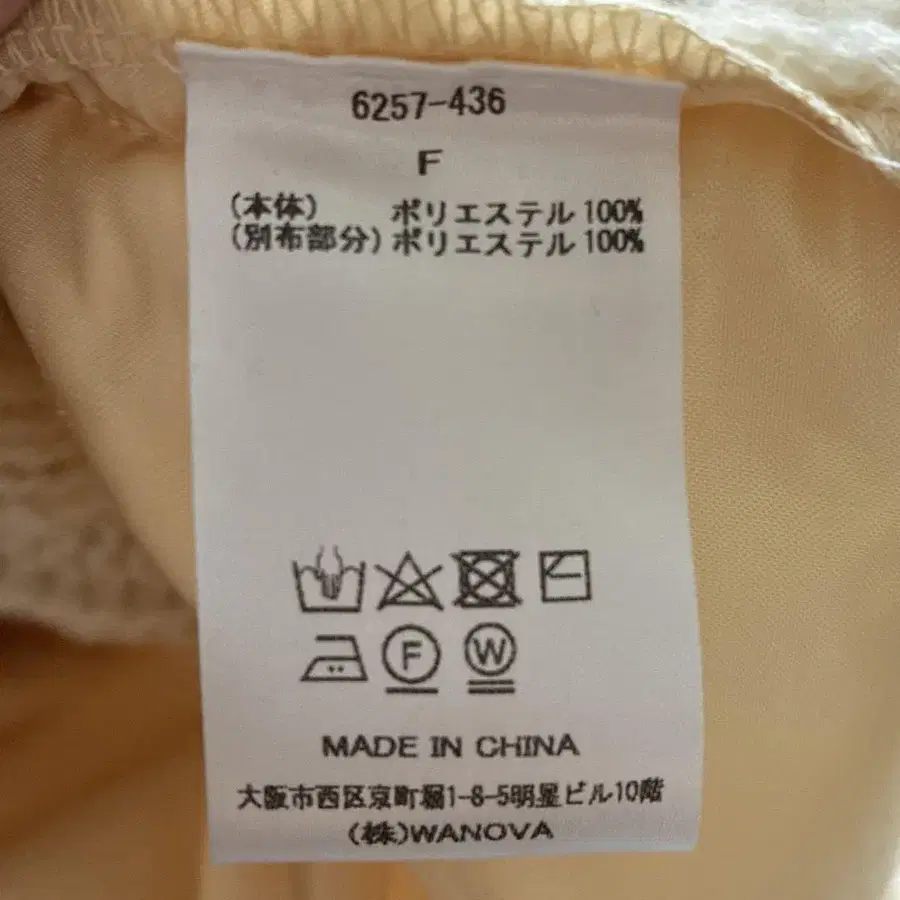 6257-436
F
(本体) ポリエステル 100%
(別布部分) ポリエステル 100%
F W
MADE IN CHINA
大阪市西区京町堀1-8-5明星ビル10階
(株)WANOVA